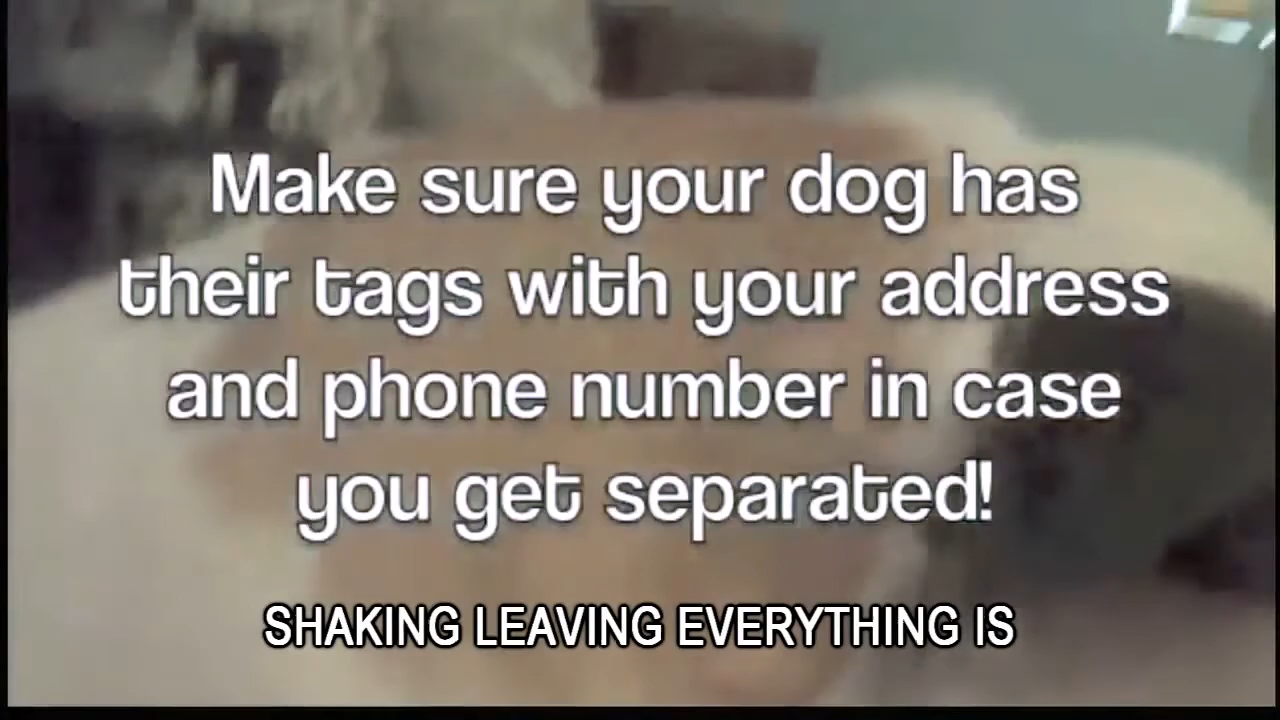 Make sure your dog has
their tags with your address
and phone number in case
you get separated!
SHAKING LEAVING EVERYTHING IS